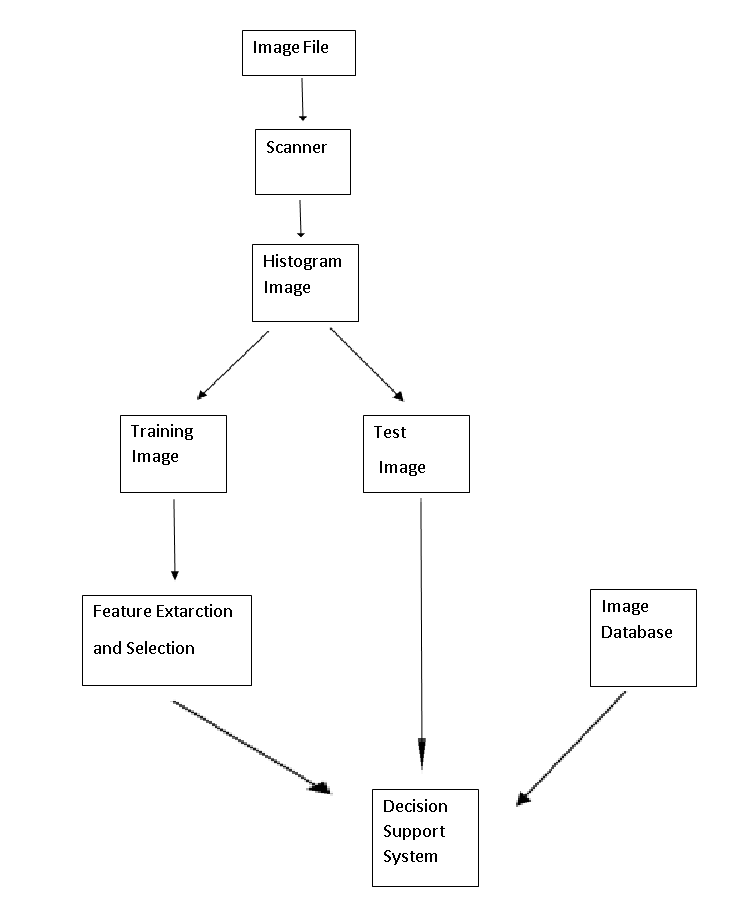 Image File
Scanner
Histogram
Image
Training
Image
Test
Image
Feature Extarction
and Selection
Image
Database
Decision
Support
System